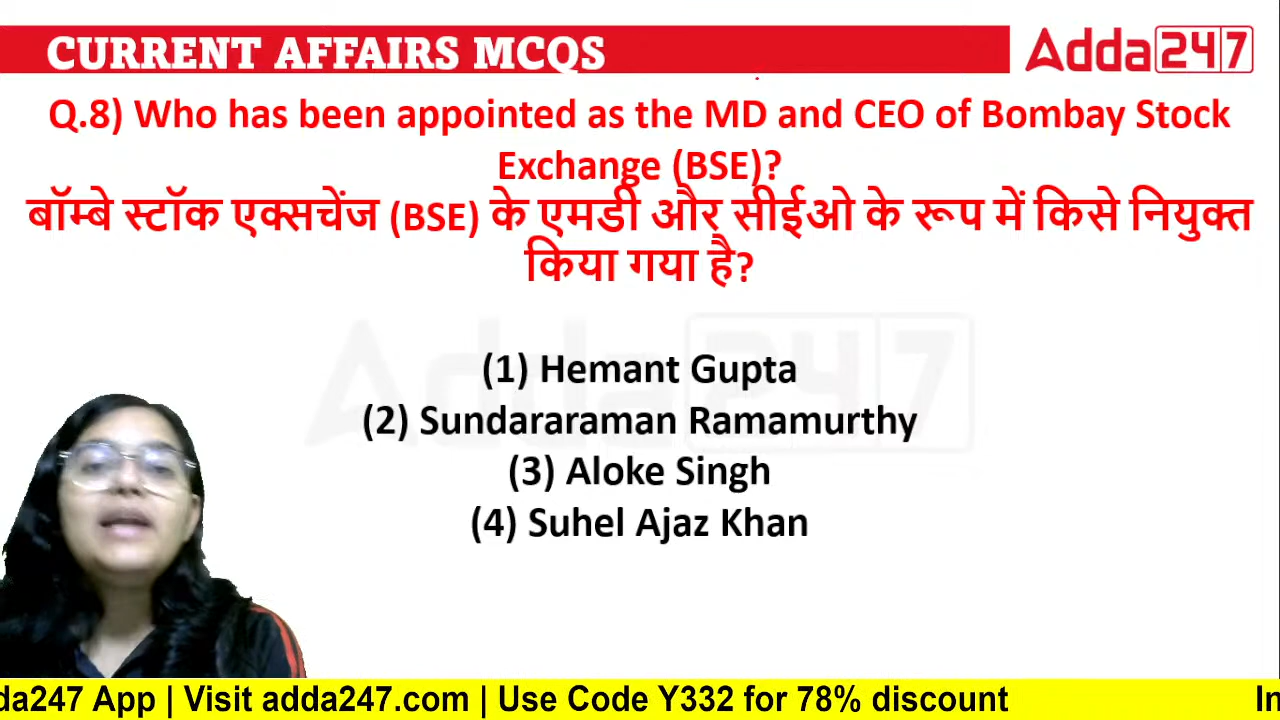 CURRENT AFFAIRS MCQS
Adda247
Q.8) Who has been appointed as the MD and CEO of Bombay Stock
Exchange (BSE)?
बॉम्बे स्टॉक एक्सचेंज (BSE) के एमडी और सीईओ के रूप में किसे नियुक्त
किया गया है?
Adda247
(1) Hemant Gupta
(2) Sundararaman Ramamurthy
(3) Aloke Singh
(4) Suhel Ajaz Khan
da247 App | Visit adda247.com | Use Code Y332 for 78% discount In